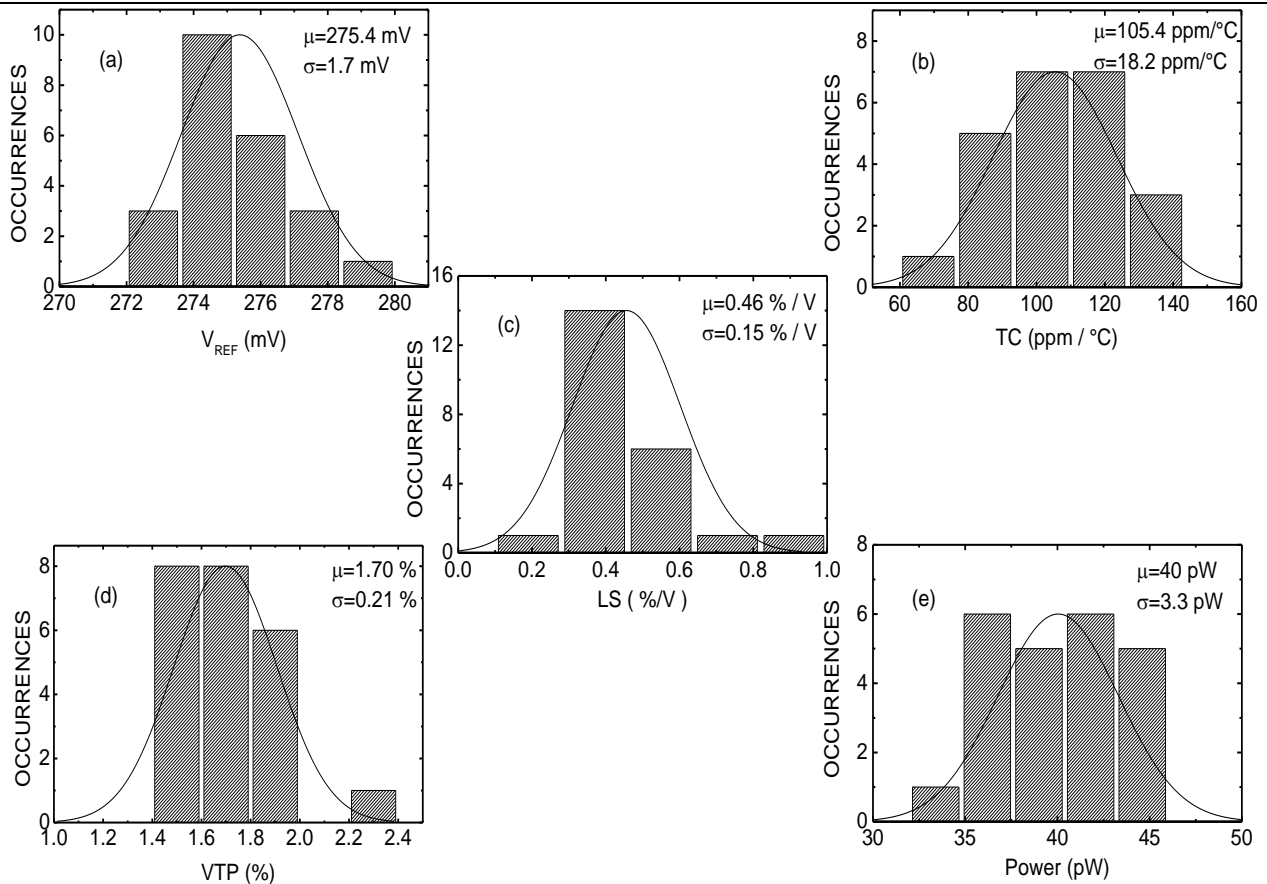 (a)
μ=275.4 mV
σ=1.7 mV
OCCURRENCES
10
8
6
4
2
0
270 272 274 276 278 280
V_REF (mV)
(b)
μ=105.4 ppm/°C
σ=18.2 ppm/°C
OCCURRENCES
8
6
4
2
0
60 80 100 120 140 160
TC (ppm / °C)
(c)
μ=0.46 % / V
σ=0.15 % / V
OCCURRENCES
16
12
8
4
0
0.0 0.2 0.4 0.6 0.8 1.0
LS ( %/V )
(d)
μ=1.70 %
σ=0.21 %
OCCURRENCES
8
6
4
2
0
1.0 1.2 1.4 1.6 1.8 2.0 2.2 2.4
VTP (%)
(e)
μ=40 pW
σ=3.3 pW
OCCURRENCES
8
6
4
2
0
30 35 40 45 50
Power (pW)